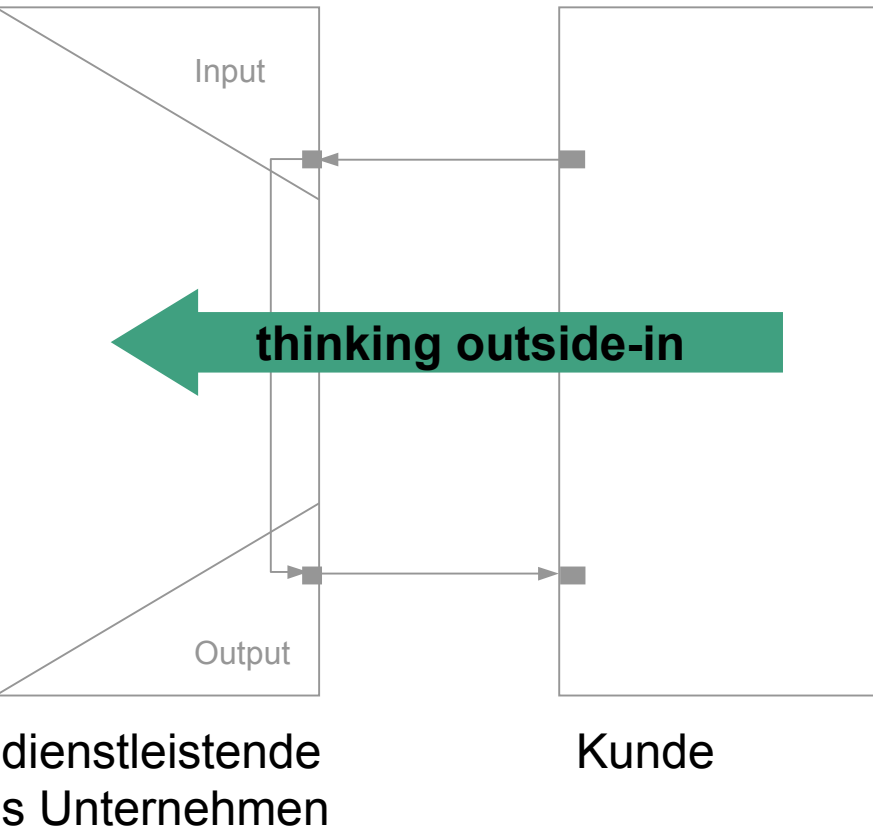 Input
thinking outside-in
Output
dienstleistende
s Unternehmen
Kunde